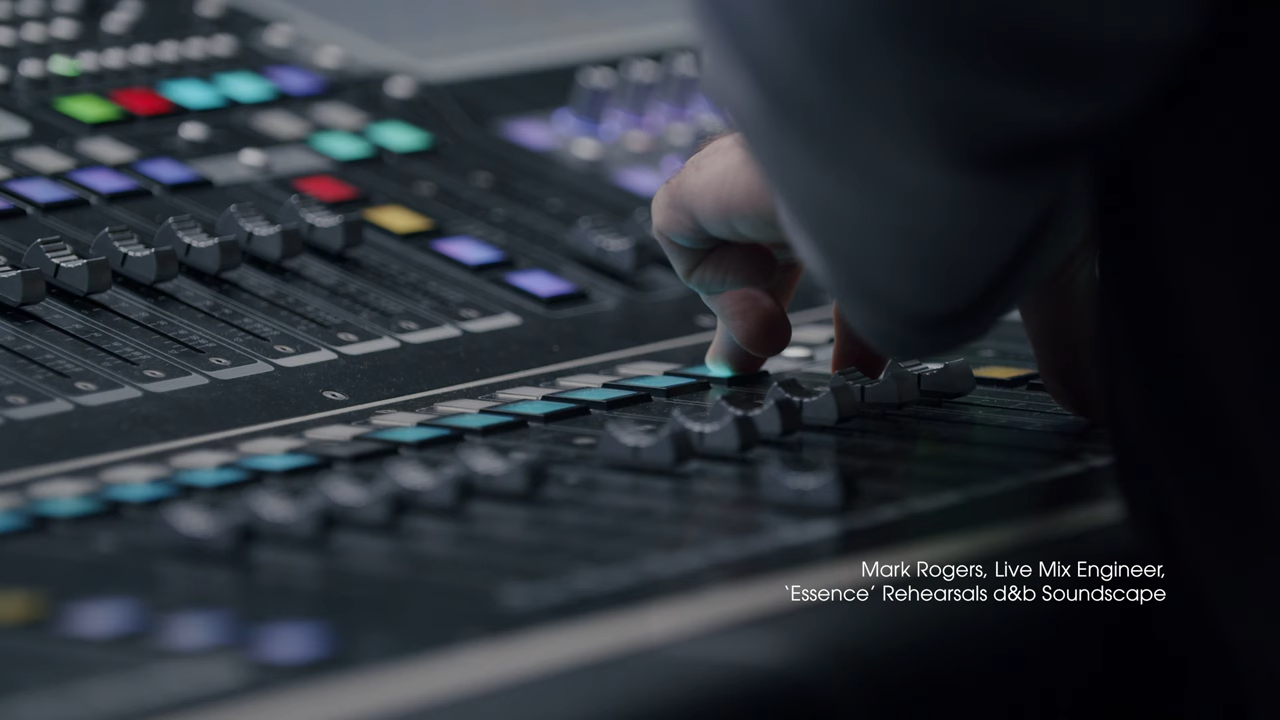 Mark Rogers, Live Mix Engineer,
‘Essence’ Rehearsals d&b Soundscape